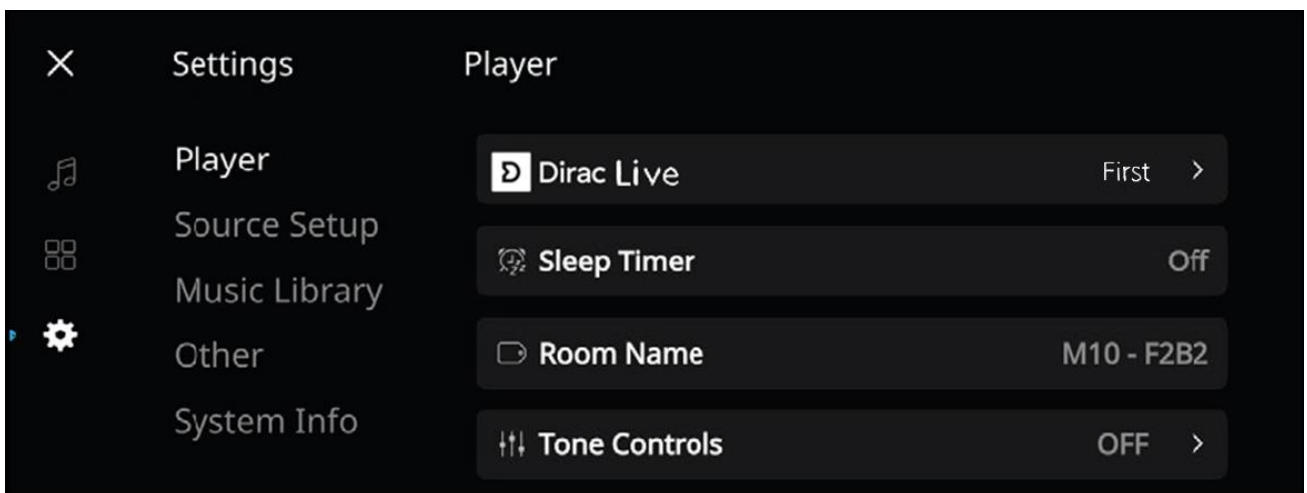 Settings
Player
Player
Source Setup
Music Library
Other
System Info
Dirac Live First
Sleep Timer Off
Room Name M10 - F2B2
Tone Controls OFF